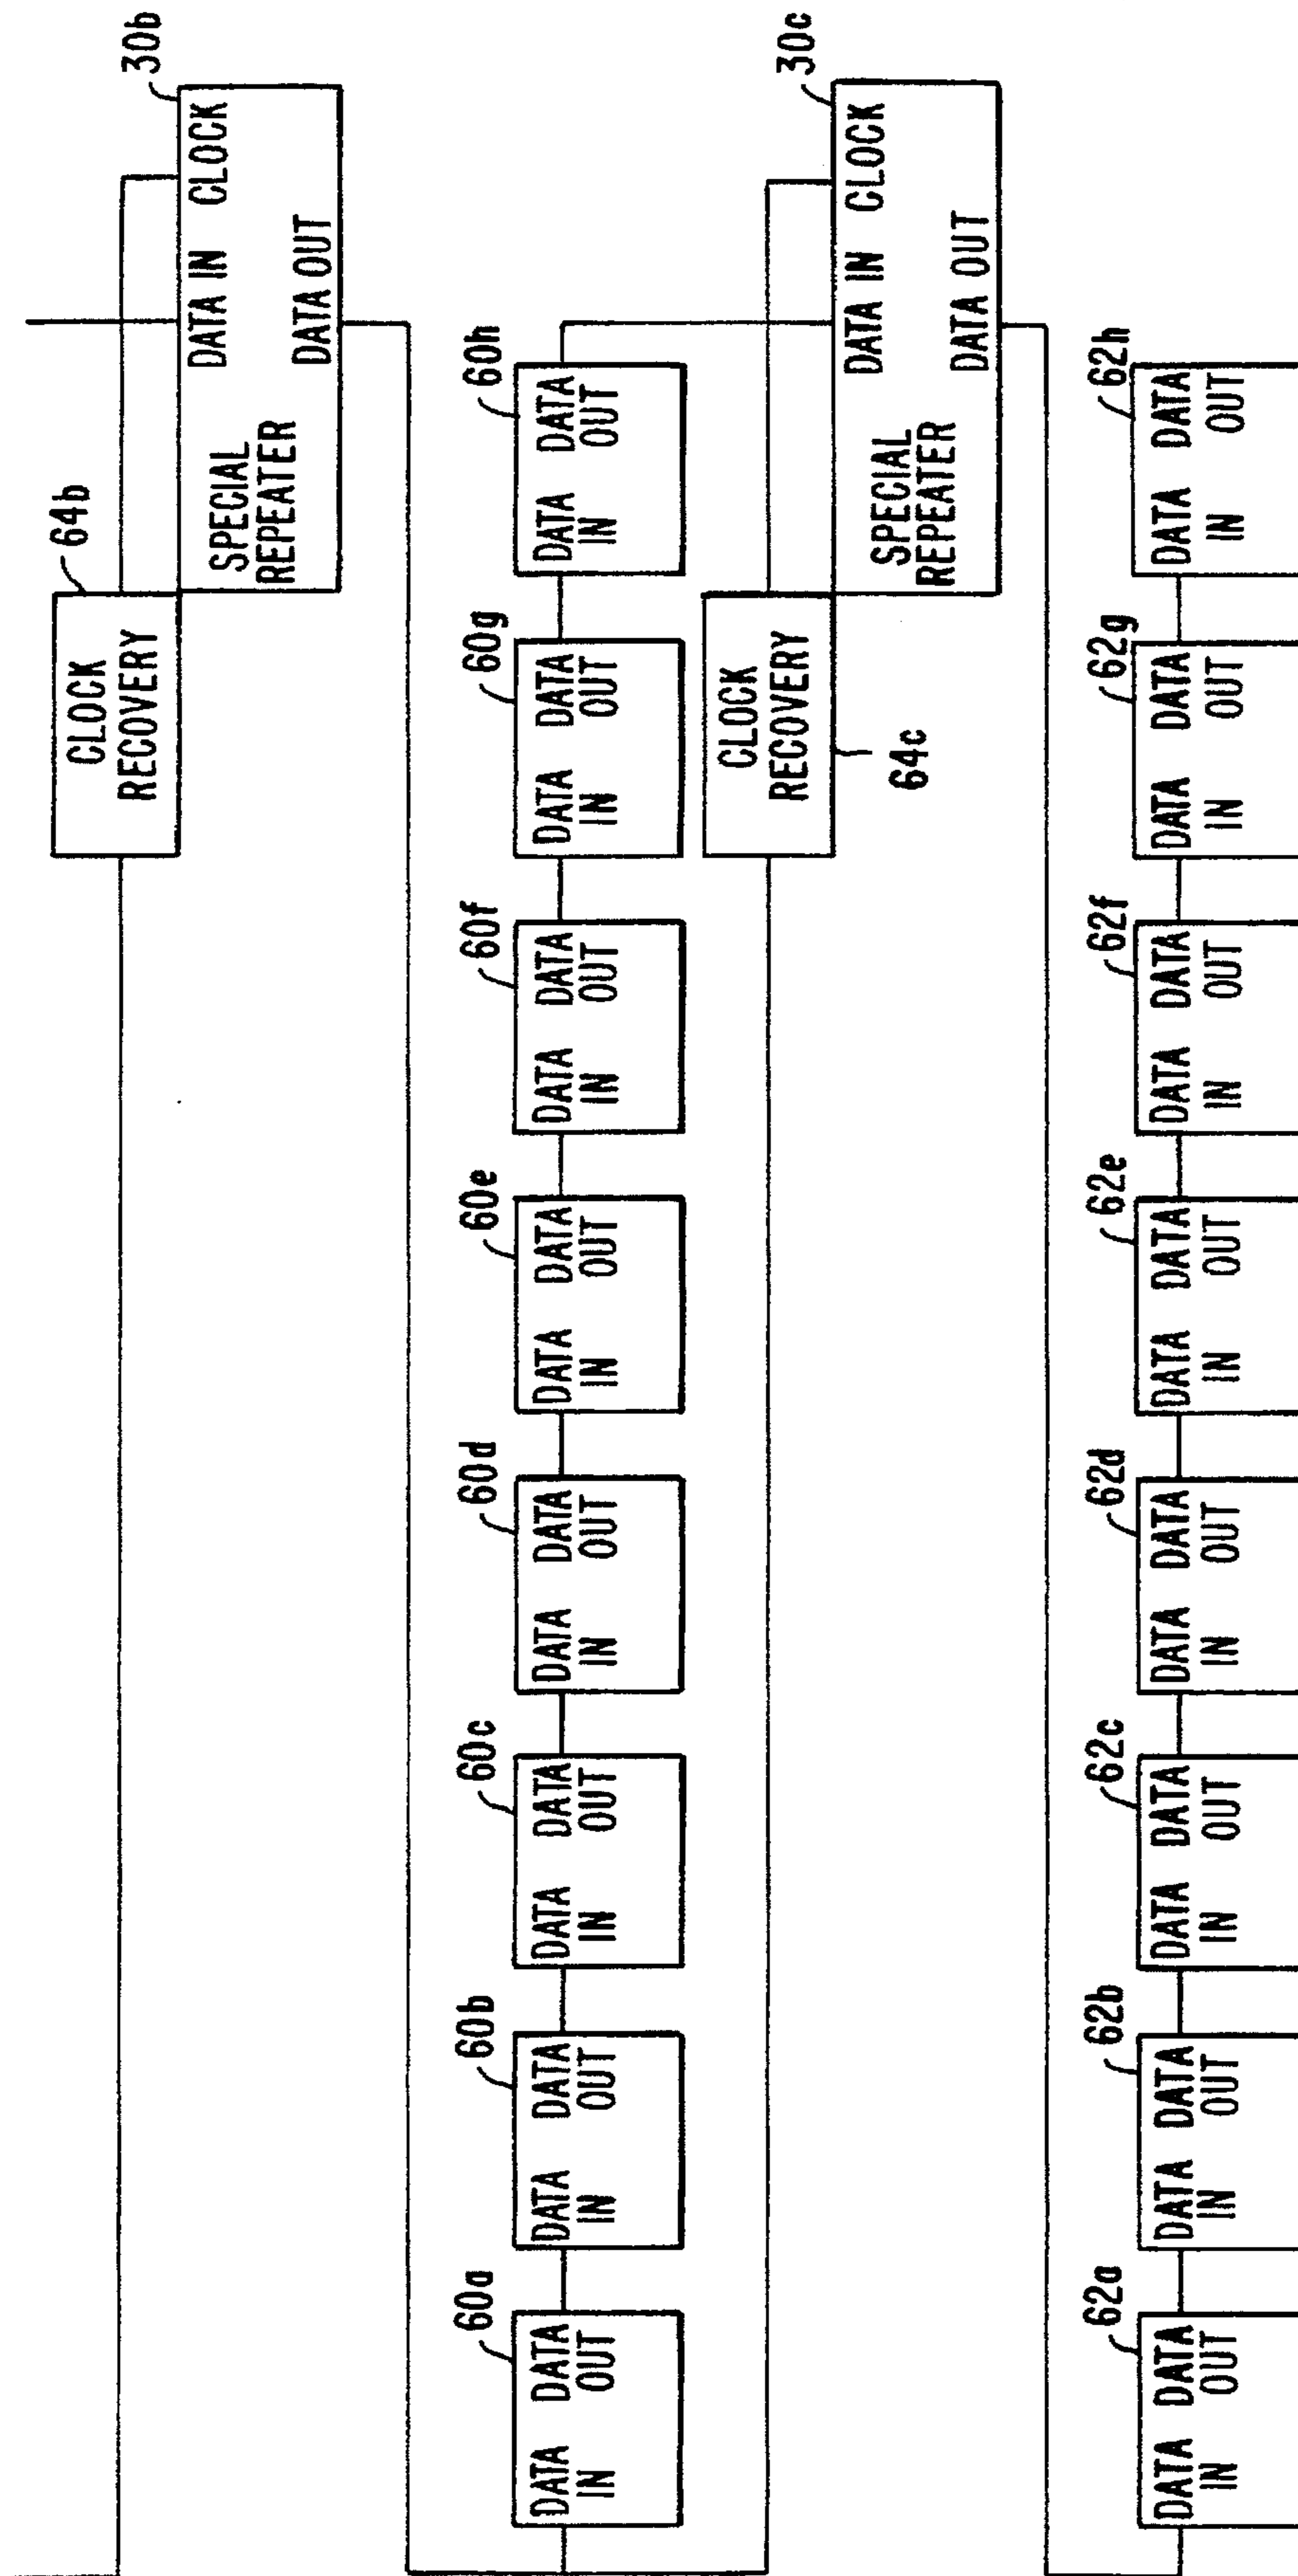 64b
30b
CLOCK
RECOVERY
DATA IN CLOCK
SPECIAL
REPEATER
DATA OUT
60a
60b
60c
60d
60e
60f
60g
60h
DATA DATA
IN OUT
DATA DATA
IN OUT
DATA DATA
IN OUT
DATA DATA
IN OUT
DATA DATA
IN OUT
DATA DATA
IN OUT
DATA DATA
IN OUT
DATA DATA
IN OUT
30c
CLOCK
RECOVERY
64c
DATA IN CLOCK
SPECIAL
REPEATER
DATA OUT
62a
62b
62c
62d
62e
62f
62g
62h
DATA DATA
IN OUT
DATA DATA
IN OUT
DATA DATA
IN OUT
DATA DATA
IN OUT
DATA DATA
IN OUT
DATA DATA
IN OUT
DATA DATA
IN OUT
DATA DATA
IN OUT